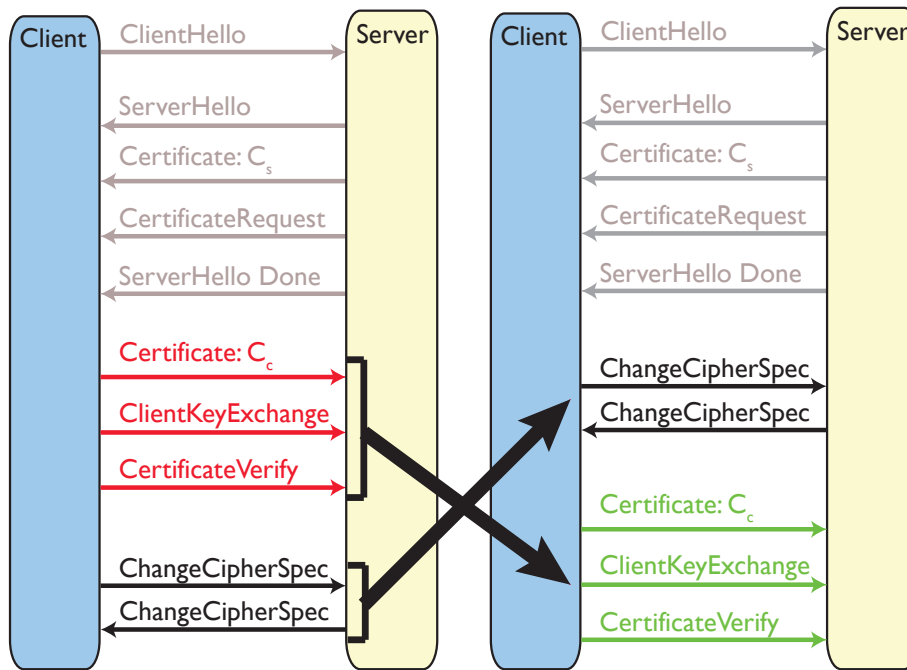 Client
ClientHello
Server
ServerHello
Certificate: Cs
CertificateRequest
ServerHello Done
Certificate: Cc
ClientKeyExchange
CertificateVerify
ChangeCipherSpec
ChangeCipherSpec
Client
ClientHello
Server
ServerHello
Certificate: Cs
CertificateRequest
ServerHello Done
ChangeCipherSpec
ChangeCipherSpec
Certificate: Cc
ClientKeyExchange
CertificateVerify